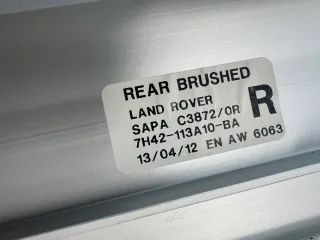 REAR BRUSHED
LAND ROVER
SAPA C3872/0R
7H42-113A10-BA
13/04/12 EN AW 6063
R